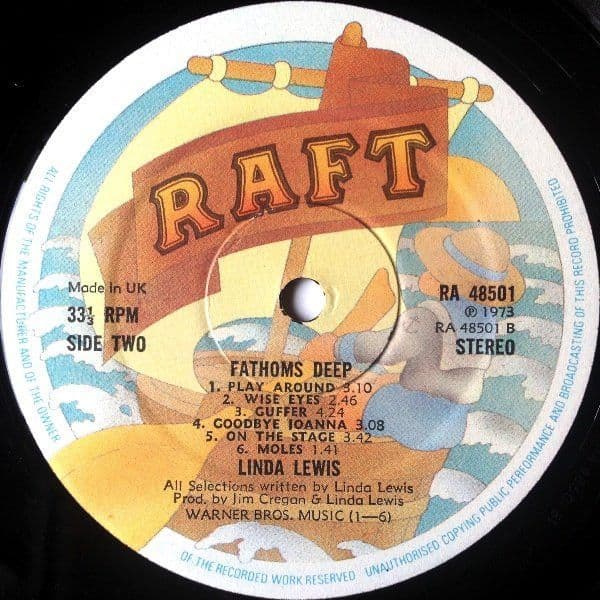 RAFT
Made in UK
33⅓ RPM
SIDE TWO
RA 48501
℗ 1973
RA 48501 B
STEREO
FATHOMS DEEP
1. PLAY AROUND 3.10
2. WISE EYES 2.46
3. GUFFER 4.24
4. GOODBYE IOANNA 3.08
5. ON THE STAGE 3.42
6. MOLES 1.41
LINDA LEWIS
All Selections written by Linda Lewis
Prod. by Jim Cregan & Linda Lewis
WARNER BROS. MUSIC (1—6)
ALL RIGHTS OF THE MANUFACTURER AND OF THE OWNER
OF THE RECORDED WORK RESERVED
UNAUTHORISED COPYING PUBLIC PERFORMANCE AND BROADCASTING OF THIS RECORD PROHIBITED